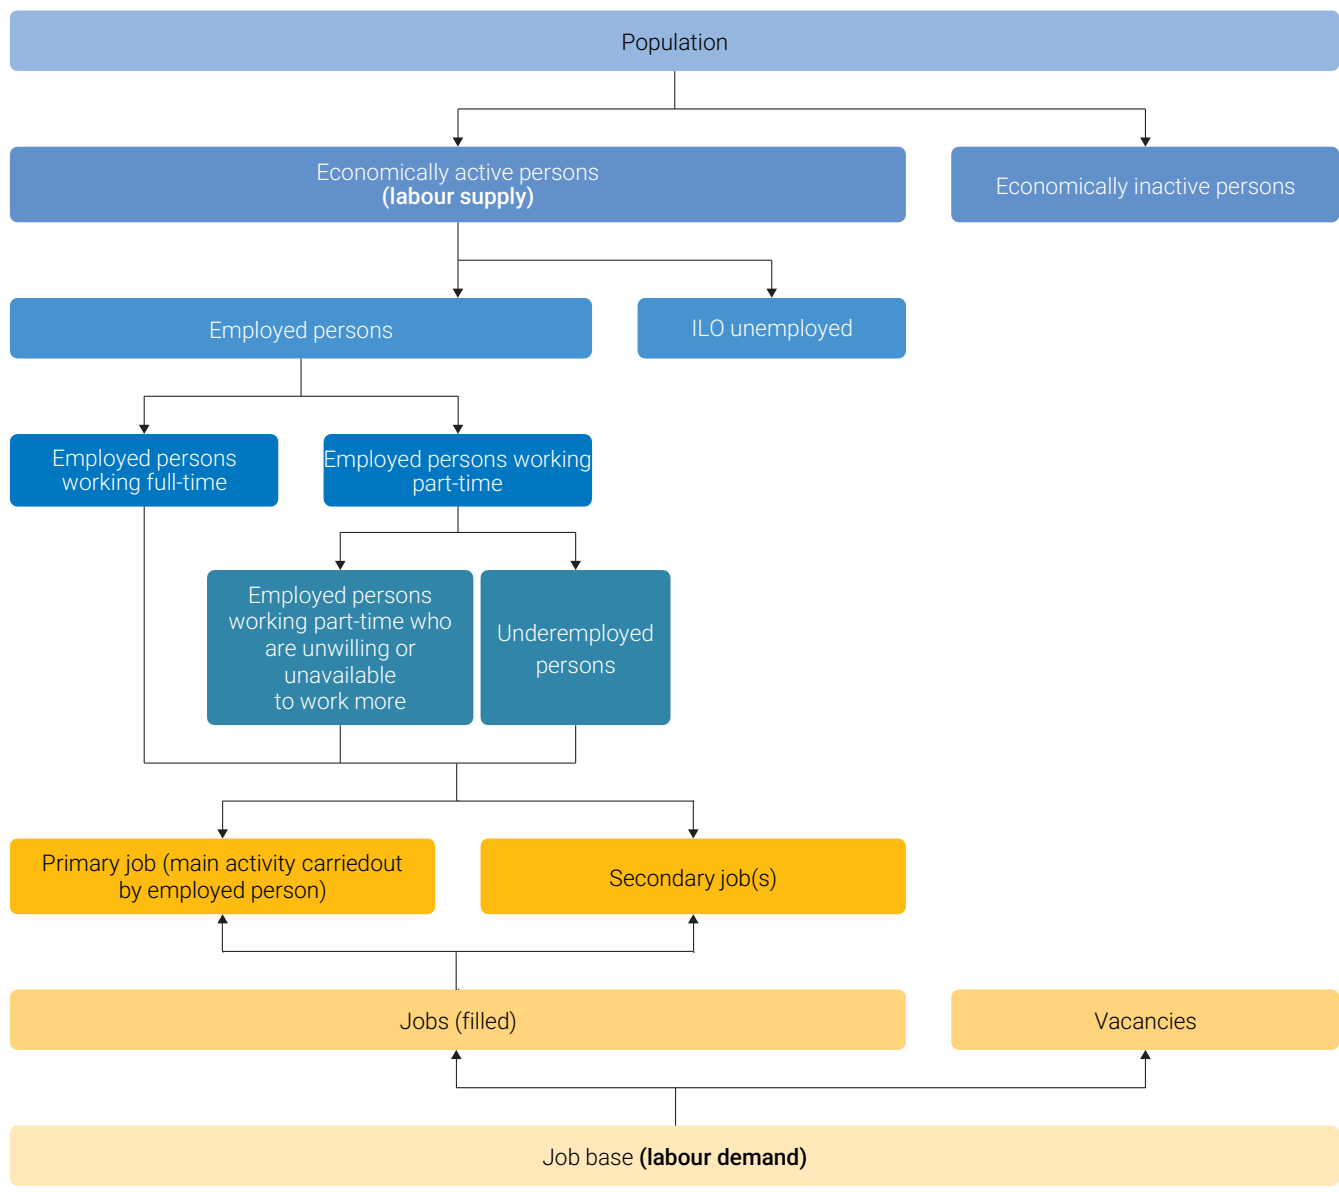 Population
Economically active persons
(labour supply)
Economically inactive persons
Employed persons
ILO unemployed
Employed persons
working full-time
Employed persons working
part-time
Employed persons
working part-time who
are unwilling or
unavailable
to work more
Underemployed
persons
Primary job (main activity carriedout
by employed person)
Secondary job(s)
Jobs (filled)
Vacancies
Job base (labour demand)